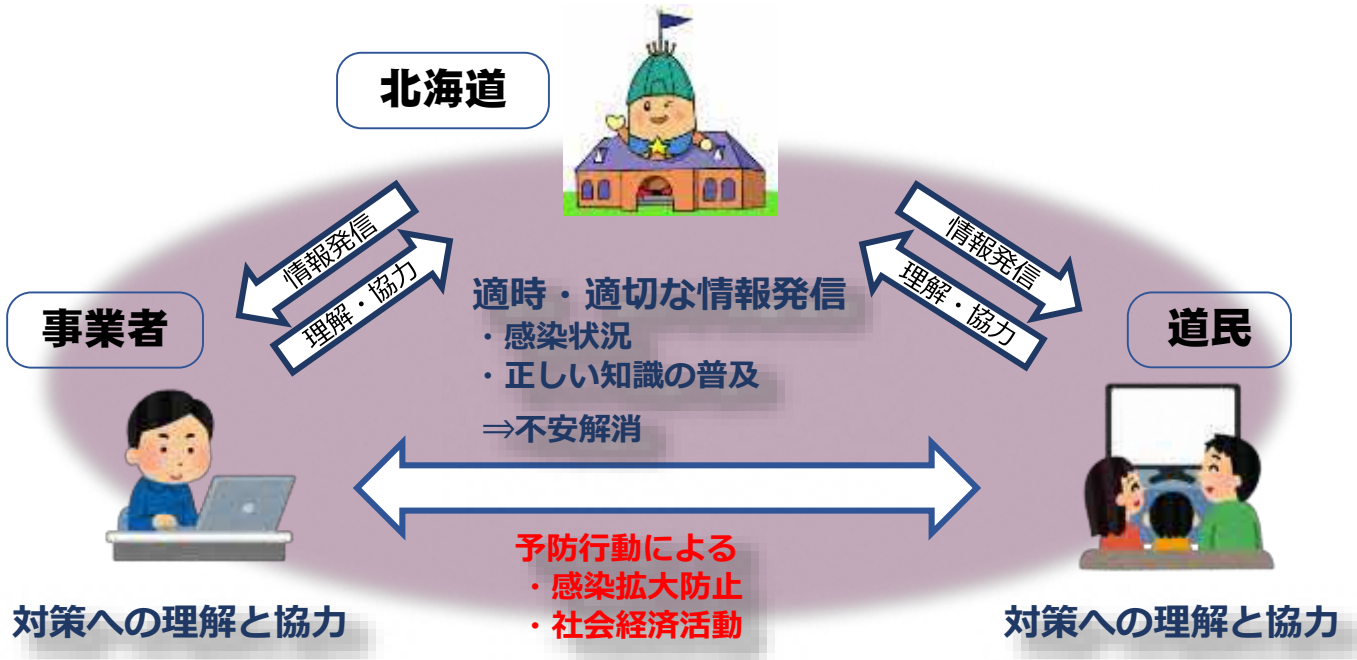 北海道
情報発信
理解・協力
情報発信
理解・協力
事業者
適時・適切な情報発信
・感染状況
・正しい知識の普及
⇒不安解消
道民
予防行動による
・感染拡大防止
・社会経済活動
対策への理解と協力
対策への理解と協力